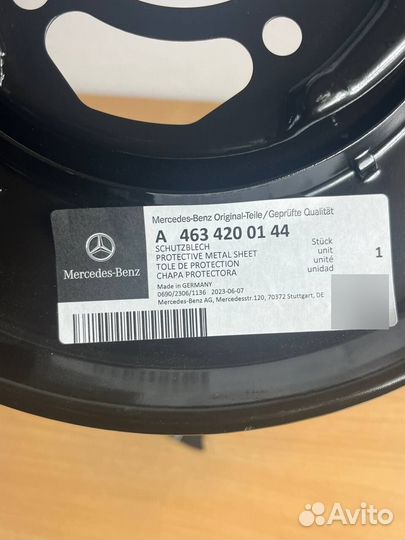 Mercedes-Benz Original-Teile/Geprüfte Qualität
A 463 420 01 44
SCHUTZBLECH
PROTECTIVE METAL SHEET
TOLE DE PROTECTION
CHAPA PROTECTORA
Stück
unit
unité
unidad
1
Mercedes-Benz
Made in GERMANY
0690/2306/1136 2023-06-07
Mercedes-Benz AG, Mercedesstr.120, 70372 Stuttgart, DE
Avito